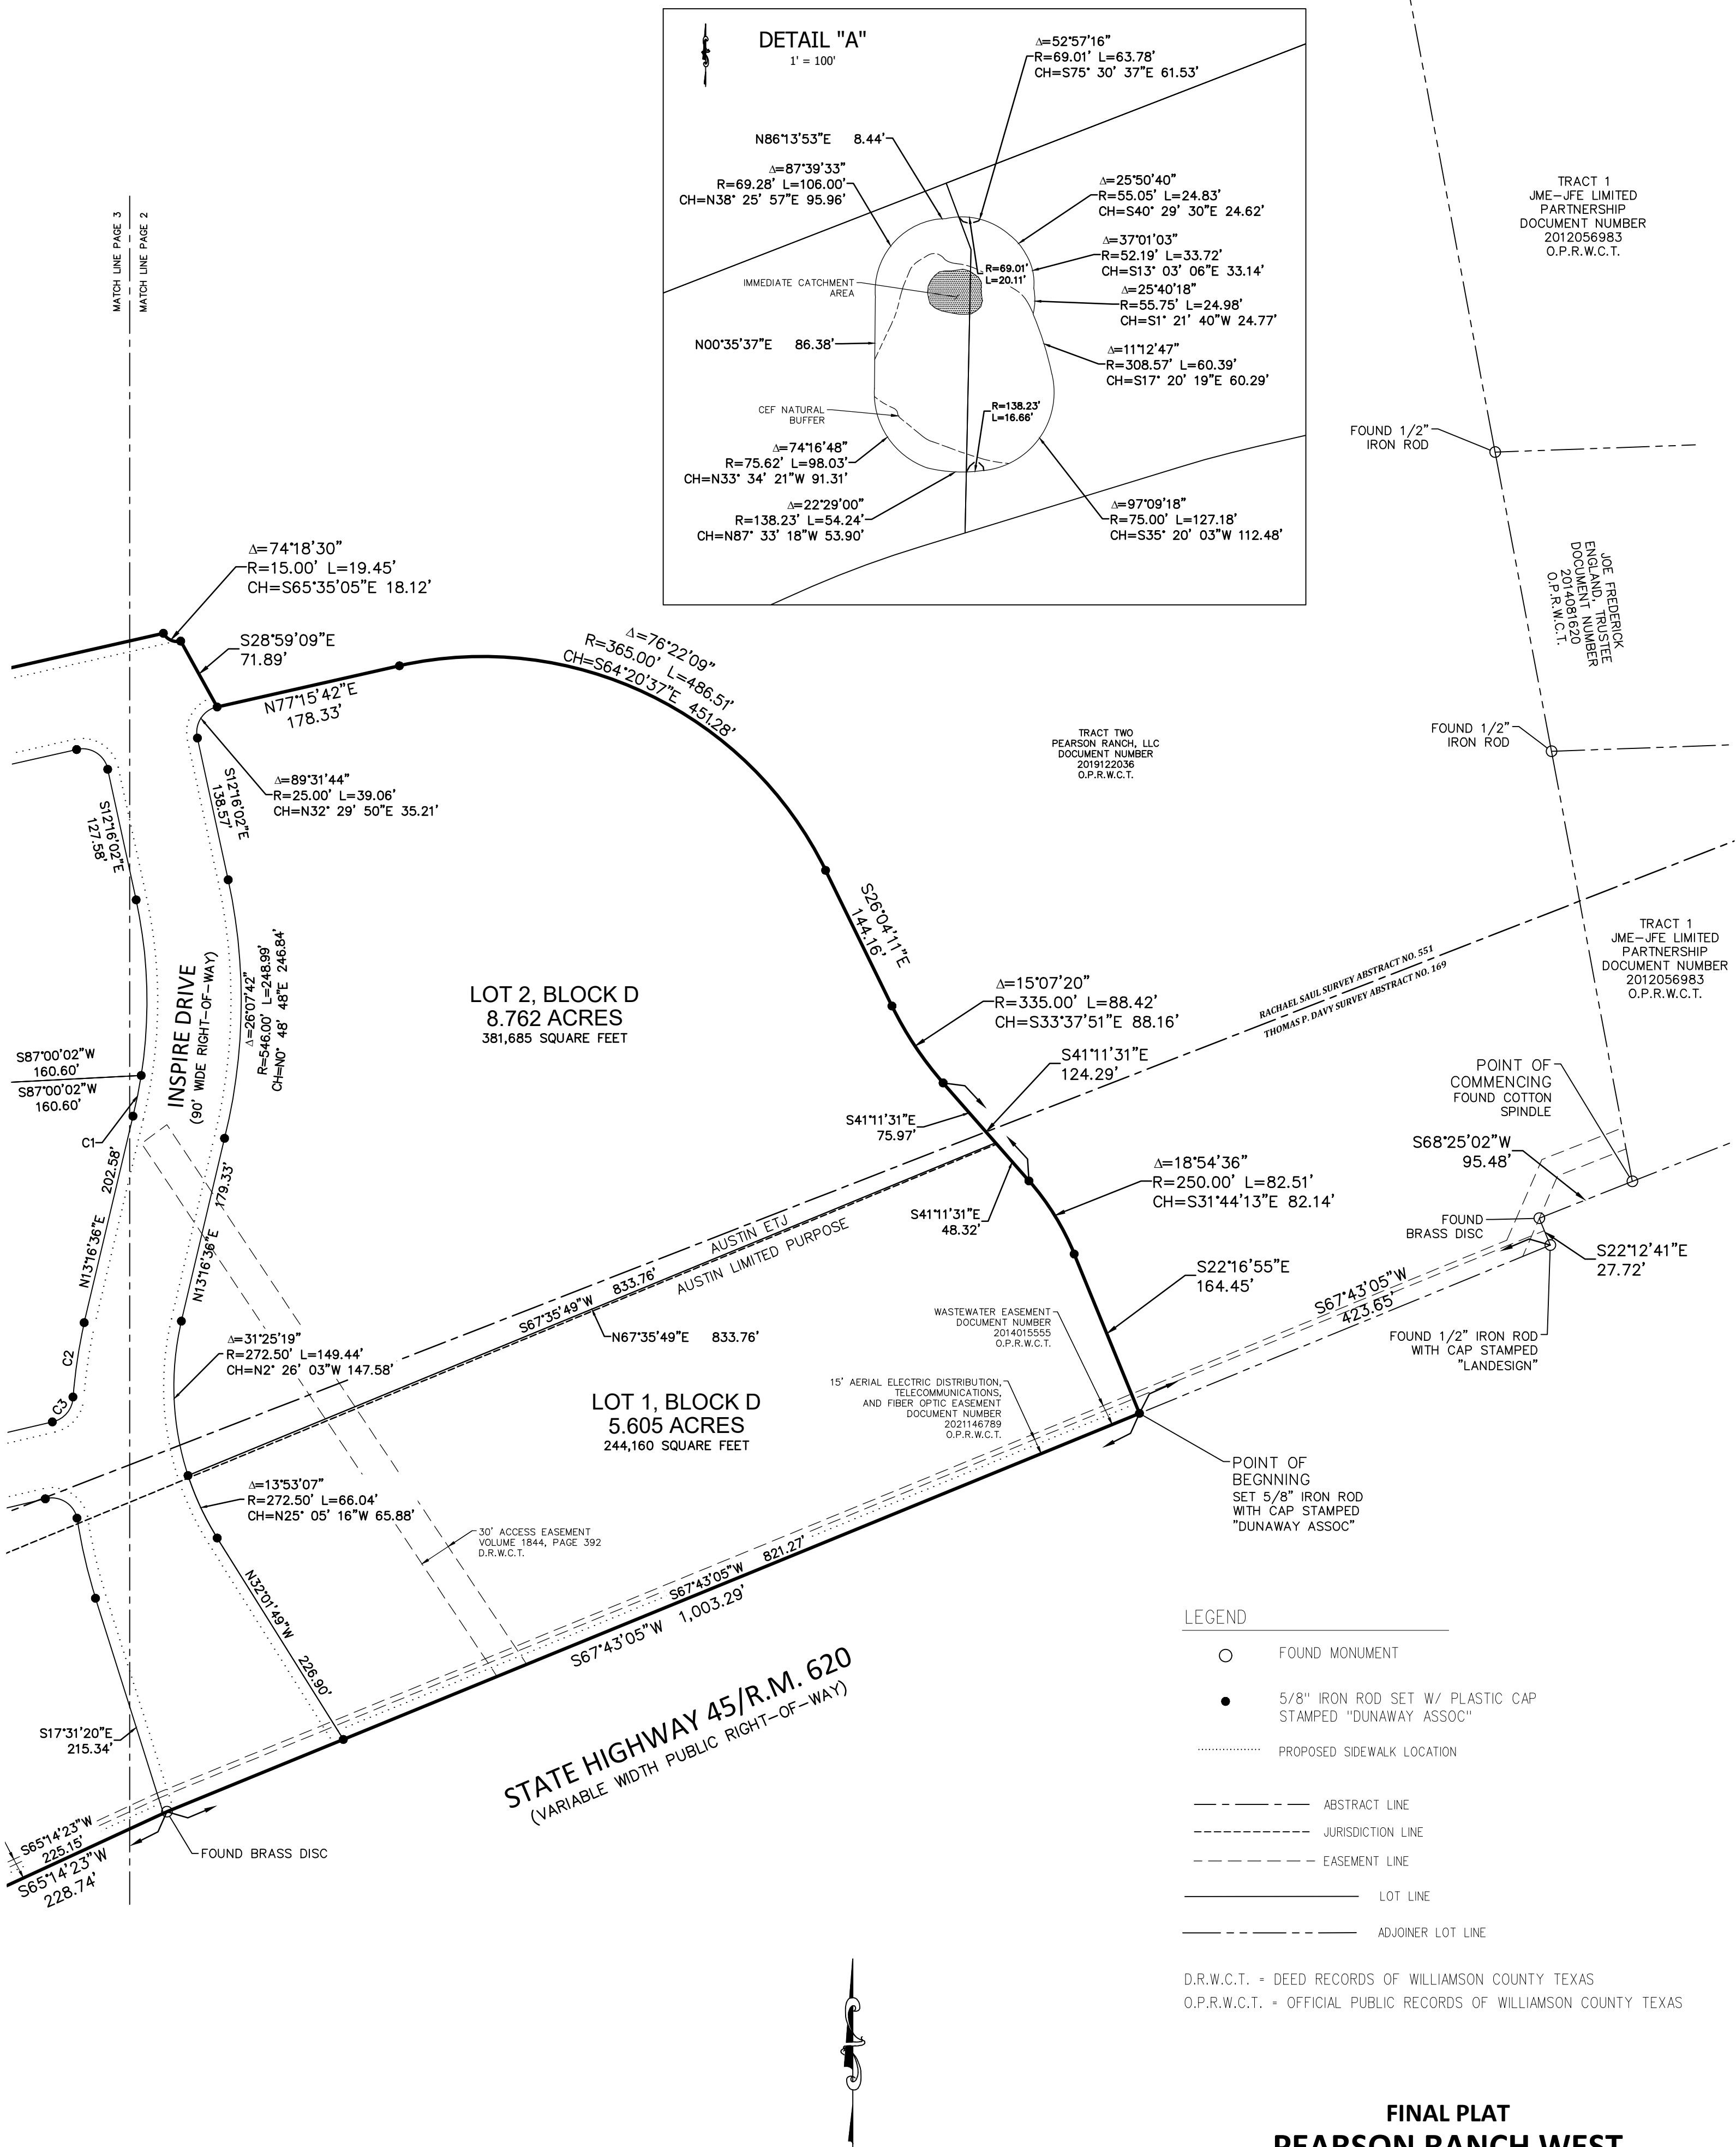 DETAIL "A"
1' = 100'
Δ=52°57'16"
R=69.01' L=63.78'
CH=S75° 30' 37"E 61.53'
N86°13'53"E 8.44'
Δ=87°39'33"
R=69.28' L=106.00'
CH=N38° 25' 57"E 95.96'
Δ=25°50'40"
R=55.05' L=24.83'
CH=S40° 29' 30"E 24.62'
Δ=37°01'03"
R=52.19' L=33.72'
CH=S13° 03' 06"E 33.14'
R=69.01'
L=20.11'
IMMEDIATE CATCHMENT
AREA
Δ=25°40'18"
R=55.75' L=24.98'
CH=S1° 21' 40"W 24.77'
N00°35'37"E 86.38'
Δ=11°12'47"
R=308.57' L=60.39'
CH=S17° 20' 19"E 60.29'
CEF NATURAL
BUFFER
R=138.23'
L=16.66'
Δ=74°16'48"
R=75.62' L=98.03'
CH=N33° 34' 21"W 91.31'
Δ=22°29'00"
R=138.23' L=54.24'
CH=N87° 33' 18"W 53.90'
Δ=97°09'18"
R=75.00' L=127.18'
CH=S35° 20' 03"W 112.48'
TRACT 1
JME-JFE LIMITED
PARTNERSHIP
DOCUMENT NUMBER
2012056983
O.P.R.W.C.T.
MATCH LINE PAGE 3
MATCH LINE PAGE 2
FOUND 1/2"
IRON ROD
JOE FREDERICK
ENGLAND, TRUSTEE
DOCUMENT NUMBER
2014081620
O.P.R.W.C.T.
Δ=74°18'30"
R=15.00' L=19.45'
CH=S65°35'05"E 18.12'
S28°59'09"E
71.89'
N77°15'42"E
178.33'
Δ=76°22'09"
R=365.00' L=486.51'
CH=S64°20'37"E 451.28'
FOUND 1/2"
IRON ROD
TRACT TWO
PEARSON RANCH, LLC
DOCUMENT NUMBER
2019122036
O.P.R.W.C.T.
Δ=89°31'44"
R=25.00' L=39.06'
CH=N32° 29' 50"E 35.21'
S12°16'02"E
138.57'
S12°16'02"E
127.58'
S26°04'11"E
144.16'
TRACT 1
JME-JFE LIMITED
PARTNERSHIP
DOCUMENT NUMBER
2012056983
O.P.R.W.C.T.
RACHAEL SAUL SURVEY ABSTRACT NO. 551
THOMAS P. DAVY SURVEY ABSTRACT NO. 169
INSPIRE DRIVE
(90' WIDE RIGHT-OF-WAY)
Δ=26°07'42"
R=546.00' L=248.99'
CH=N0° 48' 48"E 246.84'
LOT 2, BLOCK D
8.762 ACRES
381,685 SQUARE FEET
Δ=15°07'20"
R=335.00' L=88.42'
CH=S33°37'51"E 88.16'
S41°11'31"E
124.29'
S87°00'02"W
160.60'
S87°00'02"W
160.60'
C1
S41°11'31"E
75.97'
POINT OF
COMMENCING
FOUND COTTON
SPINDLE
S68°25'02"W
95.48'
N13°16'36"E 202.58'
N13°16'36"E 179.33'
Δ=18°54'36"
R=250.00' L=82.51'
CH=S31°44'13"E 82.14'
S41°11'31"E
48.32'
FOUND
BRASS DISC
S22°12'41"E
27.72'
AUSTIN ETJ
AUSTIN LIMITED PURPOSE
S67°35'49"W 833.76'
N67°35'49"E 833.76'
S22°16'55"E
164.45'
S67°43'05"W
423.65'
WASTEWATER EASEMENT
DOCUMENT NUMBER
2014015555
O.P.R.W.C.T.
FOUND 1/2" IRON ROD
WITH CAP STAMPED
"LANDESIGN"
Δ=31°25'19"
R=272.50' L=149.44'
CH=N2° 26' 03"W 147.58'
C2
C3
15' AERIAL ELECTRIC DISTRIBUTION,
TELECOMMUNICATIONS,
AND FIBER OPTIC EASEMENT
DOCUMENT NUMBER
2021146789
O.P.R.W.C.T.
LOT 1, BLOCK D
5.605 ACRES
244,160 SQUARE FEET
POINT OF
BEGNNING
SET 5/8" IRON ROD
WITH CAP STAMPED
"DUNAWAY ASSOC"
Δ=13°53'07"
R=272.50' L=66.04'
CH=N25° 05' 16"W 65.88'
30' ACCESS EASEMENT
VOLUME 1844, PAGE 392
D.R.W.C.T.
N32°01'49"W 226.90'
S67°43'05"W 821.27'
S67°43'05"W 1,003.29'
STATE HIGHWAY 45/R.M. 620
(VARIABLE WIDTH PUBLIC RIGHT-OF-WAY)
S17°31'20"E
215.34'
S65°14'23"W
225.15'
S65°14'23"W
228.74'
FOUND BRASS DISC
LEGEND
FOUND MONUMENT
5/8" IRON ROD SET W/ PLASTIC CAP
STAMPED "DUNAWAY ASSOC"
PROPOSED SIDEWALK LOCATION
ABSTRACT LINE
JURISDICTION LINE
EASEMENT LINE
LOT LINE
ADJOINER LOT LINE
D.R.W.C.T. = DEED RECORDS OF WILLIAMSON COUNTY TEXAS
O.P.R.W.C.T. = OFFICIAL PUBLIC RECORDS OF WILLIAMSON COUNTY TEXAS
FINAL PLAT
PEARSON RANCH WEST